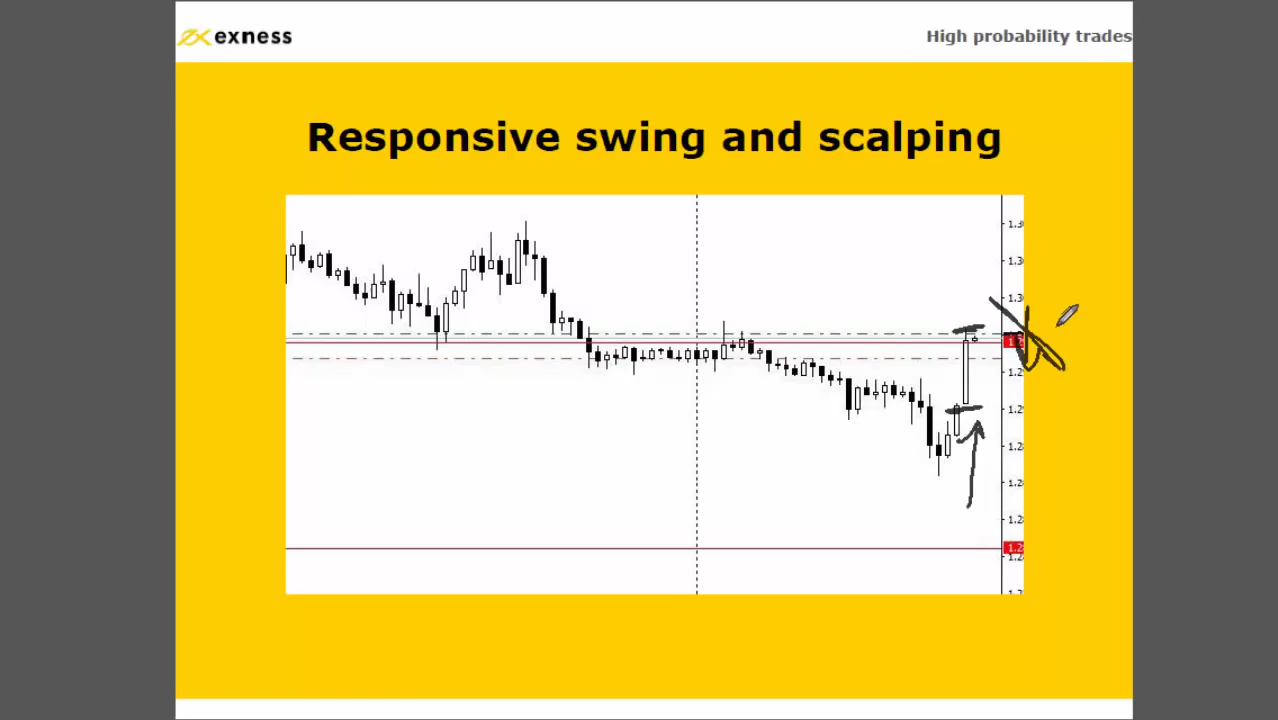 exness
High probability trades
Responsive swing and scalping